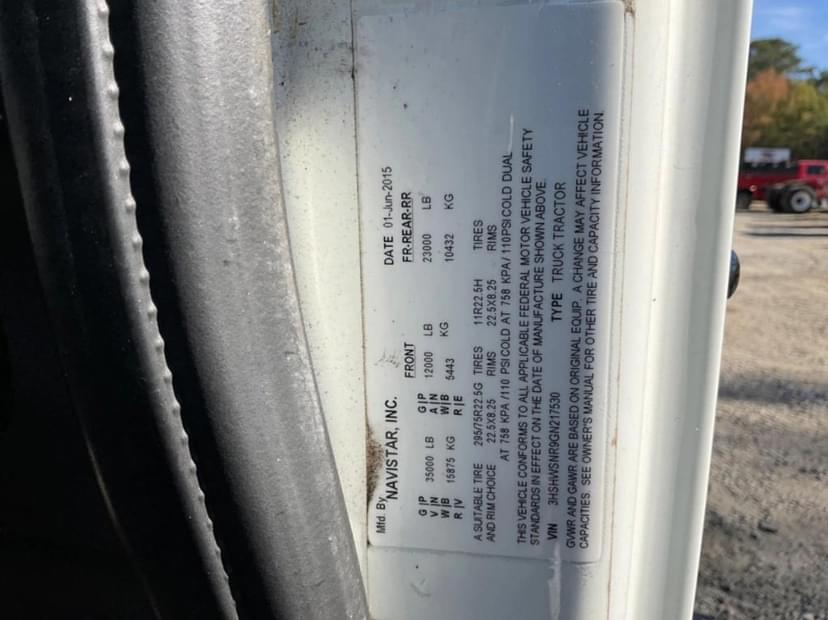 Mfd. By
NAVISTAR, INC. DATE 01-Jun-2015
FRONT FR-REAR-RR
G|P V|N W|B R|V 35000 LB 15875 KG G|P A|N W|B R|E 12000 LB 5443 KG 23000 LB 10432 KG
A SUITABLE TIRE 295/75R22.5G TIRES 11R22.5H TIRES
AND RIM CHOICE 22.5X8.25 RIMS 22.5X8.25 RIMS
AT 758 KPA /110 PSI COLD AT 758 KPA/ 110PSI COLD DUAL
THIS VEHICLE CONFORMS TO ALL APPLICABLE FEDERAL MOTOR VEHICLE SAFETY
STANDARDS IN EFFECT ON THE DATE OF MANUFACTURE SHOWN ABOVE.
VIN 3HSHWSNR9GN217530 TYPE TRUCK TRACTOR
GVWR AND GAWR ARE BASED ON ORIGINAL EQUIP. A CHANGE MAY AFFECT VEHICLE
CAPACITIES. SEE OWNER'S MANUAL FOR OTHER TIRE AND CAPACITY INFORMATION.